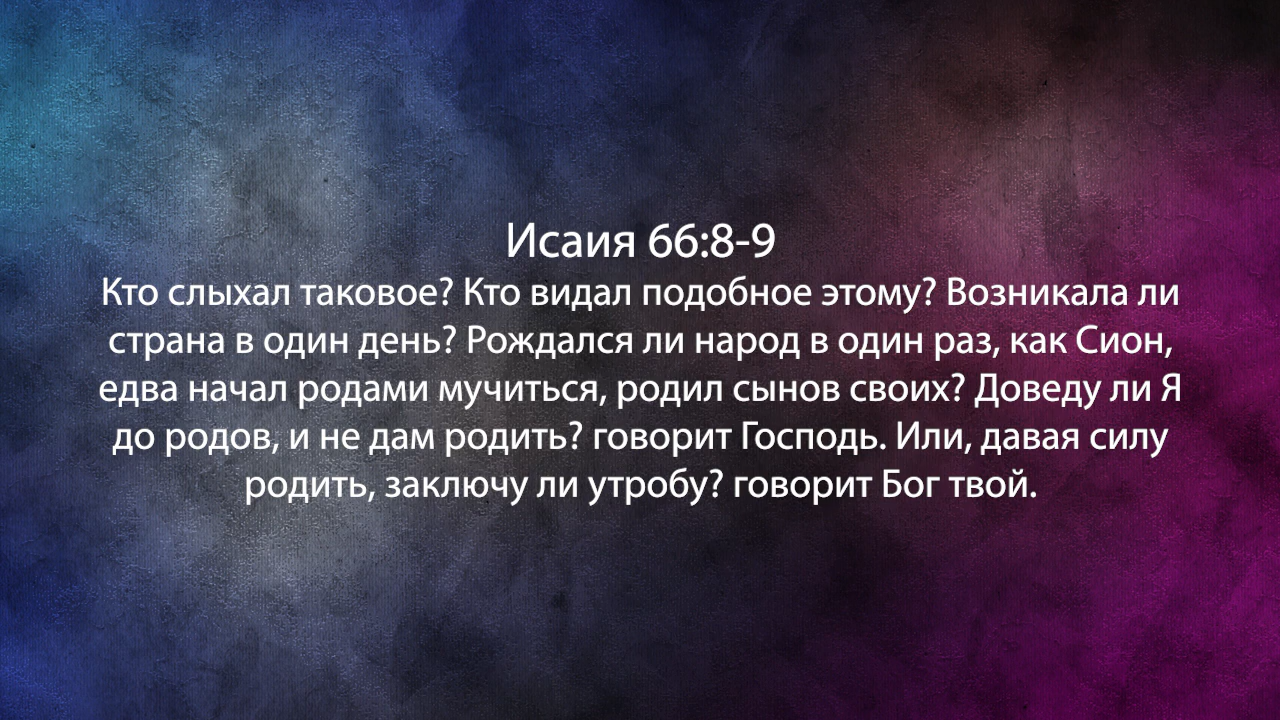 Исаия 66:8-9
Кто слыхал таковое? Кто видал подобное этому? Возникала ли
страна в один день? Рождался ли народ в один раз, как Сион,
едва начал родами мучиться, родил сынов своих? Доведу ли Я
до родов, и не дам родить? говорит Господь. Или, давая силу
родить, заключу ли утробу? говорит Бог твой.